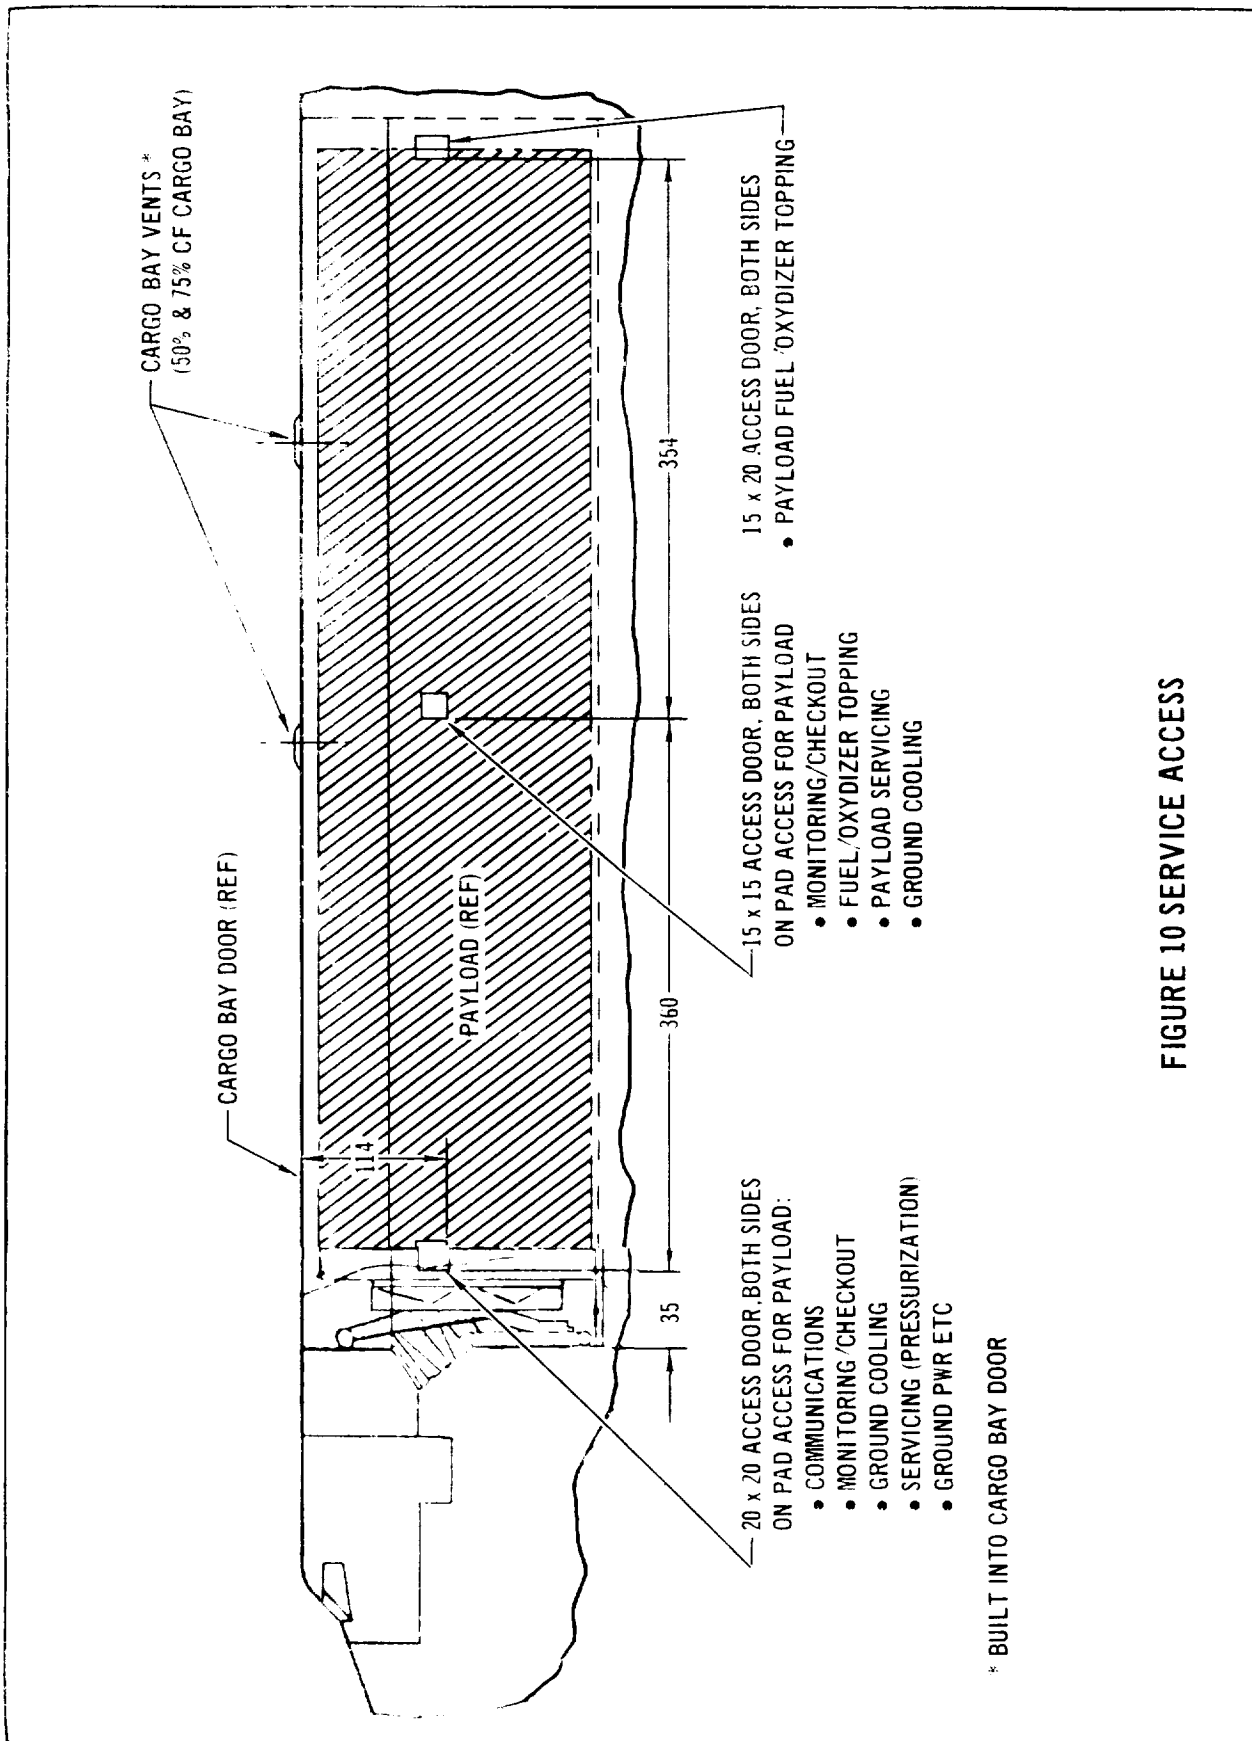 CARGO BAY VENTS *
(50% & 75% CF CARGO BAY)
CARGO BAY DOOR (REF)
114
PAYLOAD (REF)
35
360
354
20 x 20 ACCESS DOOR, BOTH SIDES
ON PAD ACCESS FOR PAYLOAD:
• COMMUNICATIONS
• MONITORING/CHECKOUT
• GROUND COOLING
• SERVICING (PRESSURIZATION)
• GROUND PWR ETC
15 x 15 ACCESS DOOR, BOTH SIDES
ON PAD ACCESS FOR PAYLOAD
• MONITORING/CHECKOUT
• FUEL/OXYDIZER TOPPING
• PAYLOAD SERVICING
• GROUND COOLING
15 x 20 ACCESS DOOR, BOTH SIDES
• PAYLOAD FUEL/OXYDIZER TOPPING
* BUILT INTO CARGO BAY DOOR
FIGURE 10 SERVICE ACCESS